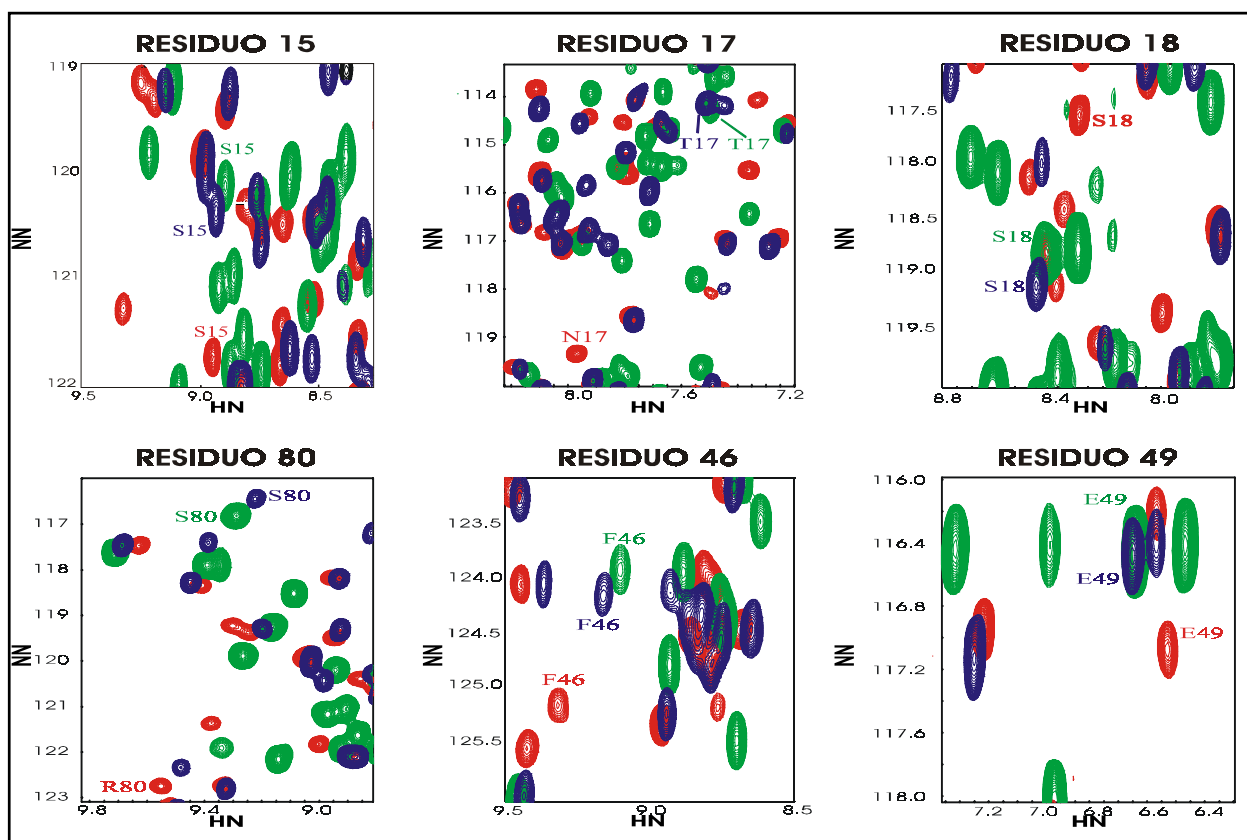 RESIDUO 15
119
120
121
122
S15
S15
S15
9.5
9.0
8.5
NN
HN
RESIDUO 17
114
115
116
117
118
119
T17
T17
N17
8.0
7.6
7.2
NN
HN
RESIDUO 18
117.5
118.0
118.5
119.0
119.5
S18
S18
S18
8.8
8.4
8.0
NN
HN
RESIDUO 80
117
118
119
120
121
122
123
S80
S80
R80
9.8
9.4
9.0
NN
HN
RESIDUO 46
123.5
124.0
124.5
125.0
125.5
F46
F46
F46
9.5
9.0
8.5
NN
HN
RESIDUO 49
116.0
116.4
116.8
117.2
117.6
118.0
E49
E49
E49
7.2
7.0
6.8
6.6
6.4
NN
HN